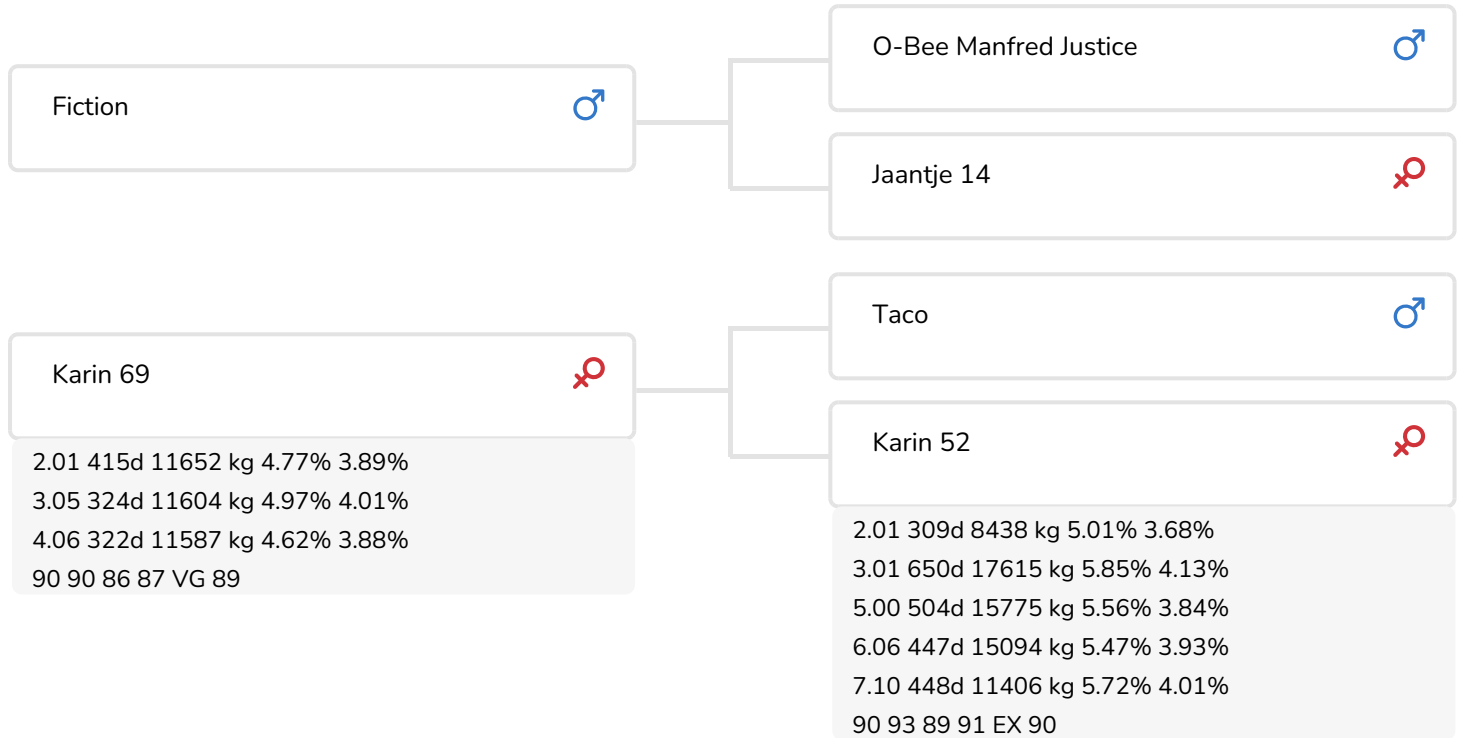 O-Bee Manfred Justice
Fiction
Jaantje 14
Taco
Karin 69
2.01 415d 11652 kg 4.77% 3.89%
3.05 324d 11604 kg 4.97% 4.01%
4.06 322d 11587 kg 4.62% 3.88%
90 90 86 87 VG 89
Karin 52
2.01 309d 8438 kg 5.01% 3.68%
3.01 650d 17615 kg 5.85% 4.13%
5.00 504d 15775 kg 5.56% 3.84%
6.06 447d 15094 kg 5.47% 3.93%
7.10 448d 11406 kg 5.72% 4.01%
90 93 89 91 EX 90